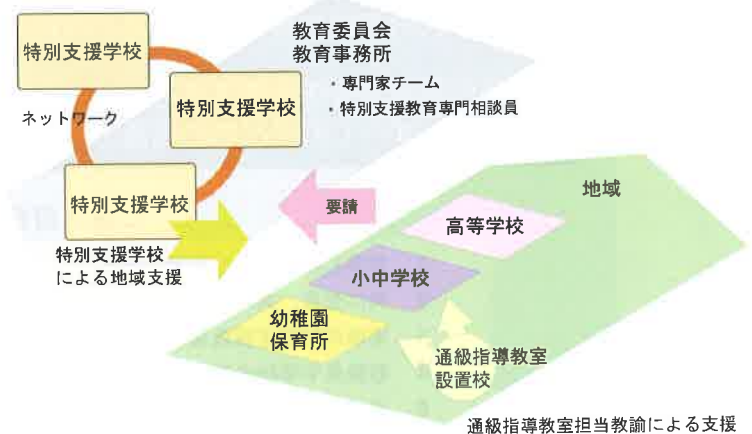 特別支援学校
ネットワーク
特別支援学校
特別支援学校
特別支援学校
による地域支援
教育委員会
教育事務所
・専門家チーム
・特別支援教育専門相談員
要請
地域
高等学校
小中学校
幼稚園
保育所
通級指導教室
設置校
通級指導教室担当教諭による支援